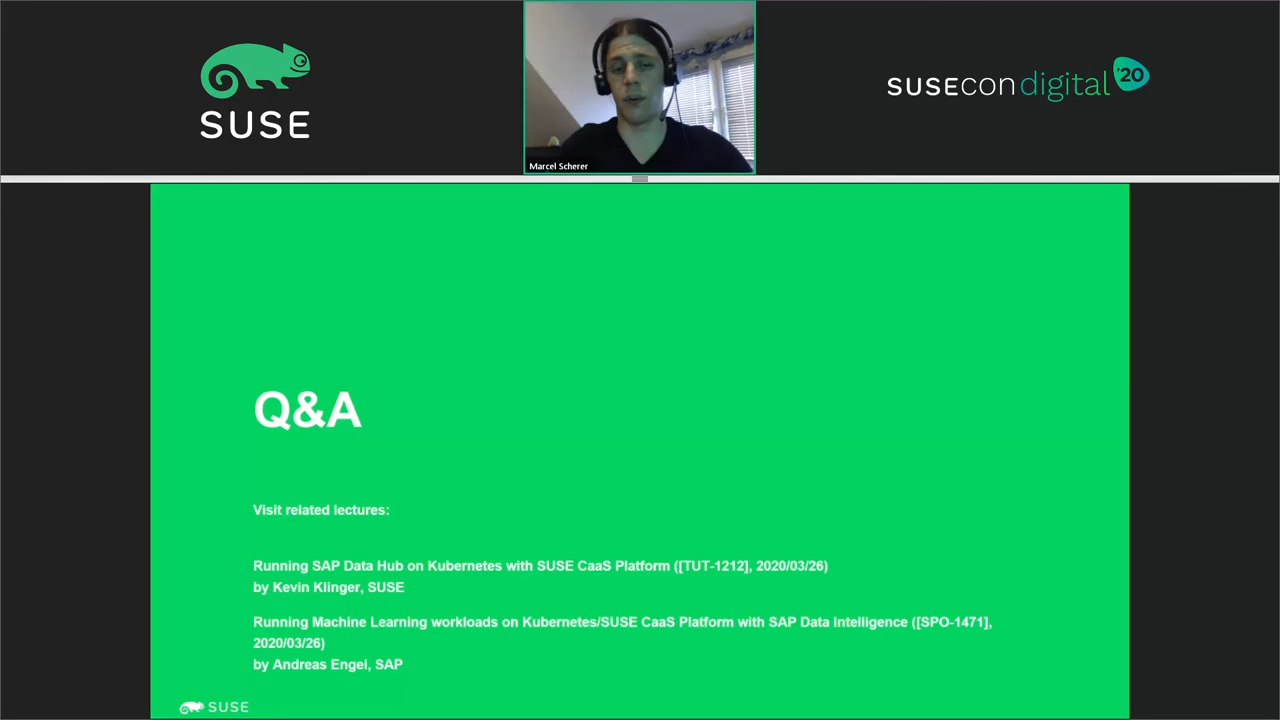 SUSE
Marcel Scherer
SUSECON digital '20
Q&A
Visit related lectures:
Running SAP Data Hub on Kubernetes with SUSE CaaS Platform ([TUT-1212], 2020/03/26)
by Kevin Klinger, SUSE
Running Machine Learning workloads on Kubernetes/SUSE CaaS Platform with SAP Data Intelligence ([SPO-1471],
2020/03/26)
by Andreas Engel, SAP
SUSE